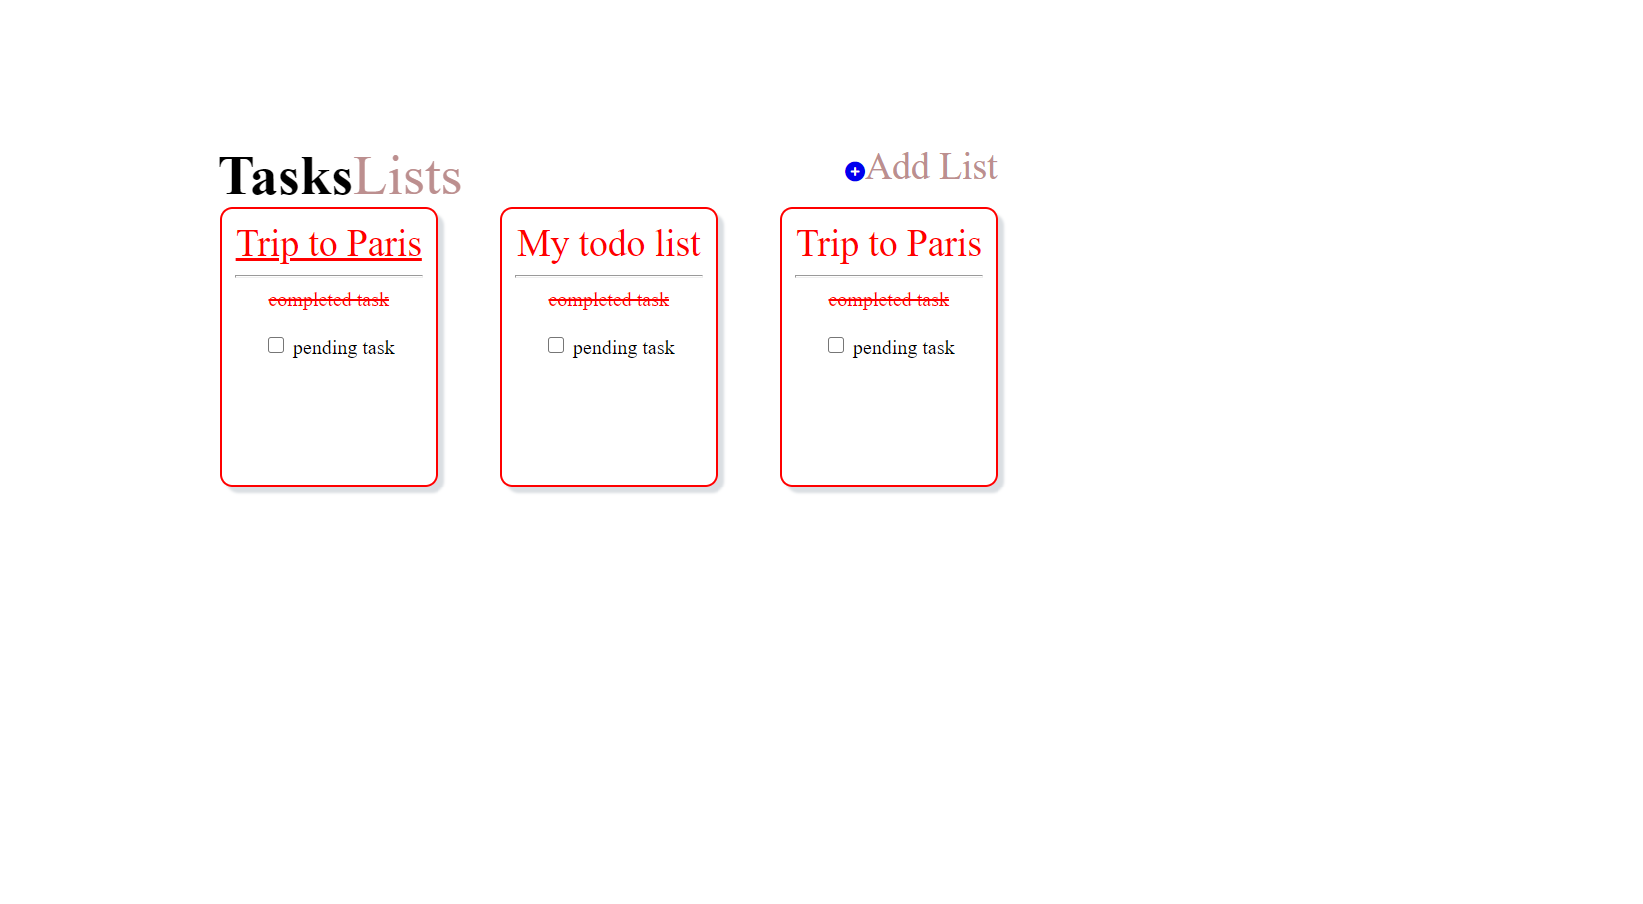 TasksLists
Add List
Trip to Paris
completed task
pending task
My todo list
completed task
pending task
Trip to Paris
completed task
pending task